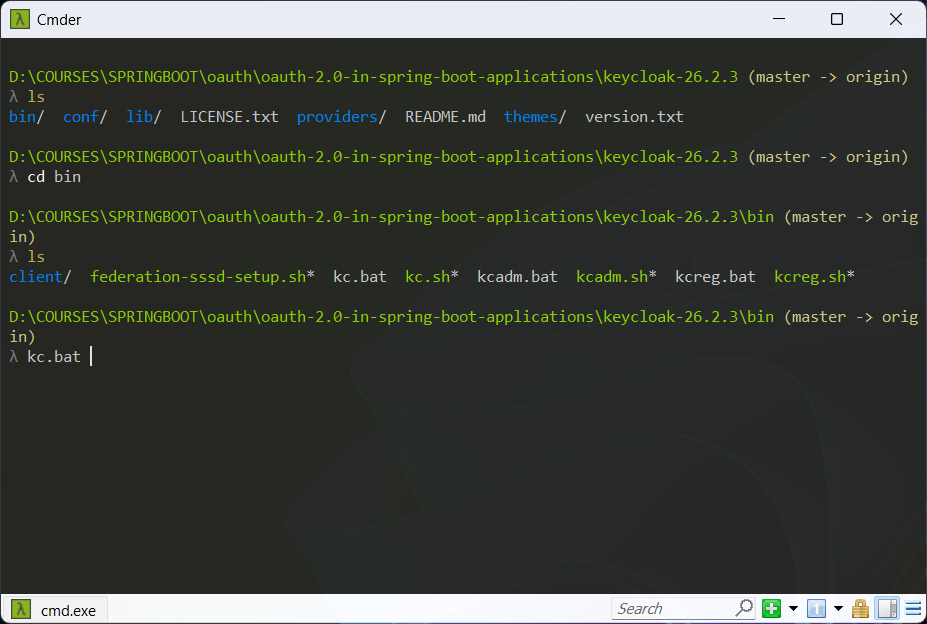 Cmder
D:\COURSES\SPRINGBOOT\oauth\oauth-2.0-in-spring-boot-applications\keycloak-26.2.3 (master -> origin)
λ ls
bin/  conf/  lib/  LICENSE.txt  providers/  README.md  themes/  version.txt
D:\COURSES\SPRINGBOOT\oauth\oauth-2.0-in-spring-boot-applications\keycloak-26.2.3 (master -> origin)
λ cd bin
D:\COURSES\SPRINGBOOT\oauth\oauth-2.0-in-spring-boot-applications\keycloak-26.2.3\bin (master -> orig
in)
λ ls
client/  federation-sssd-setup.sh*  kc.bat  kc.sh*  kcadm.bat  kcadm.sh*  kcreg.bat  kcreg.sh*
D:\COURSES\SPRINGBOOT\oauth\oauth-2.0-in-spring-boot-applications\keycloak-26.2.3\bin (master -> orig
in)
λ kc.bat
cmd.exe
Search